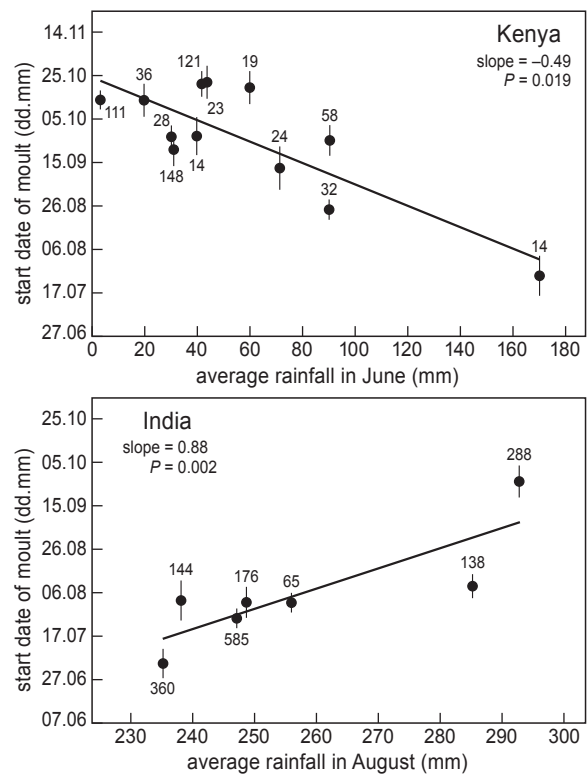 Kenya
slope = –0.49
P = 0.019
start date of moult (dd.mm)
14.11
25.10
05.10
15.09
26.08
06.08
17.07
27.06
111
36
28
148
121
23
14
19
24
58
32
14
0 20 40 60 80 100 120 140 160 180
average rainfall in June (mm)
India
slope = 0.88
P = 0.002
start date of moult (dd.mm)
25.10
05.10
15.09
26.08
06.08
17.07
27.06
07.06
360
144
585
176
65
138
288
230 240 250 260 270 280 290 300
average rainfall in August (mm)